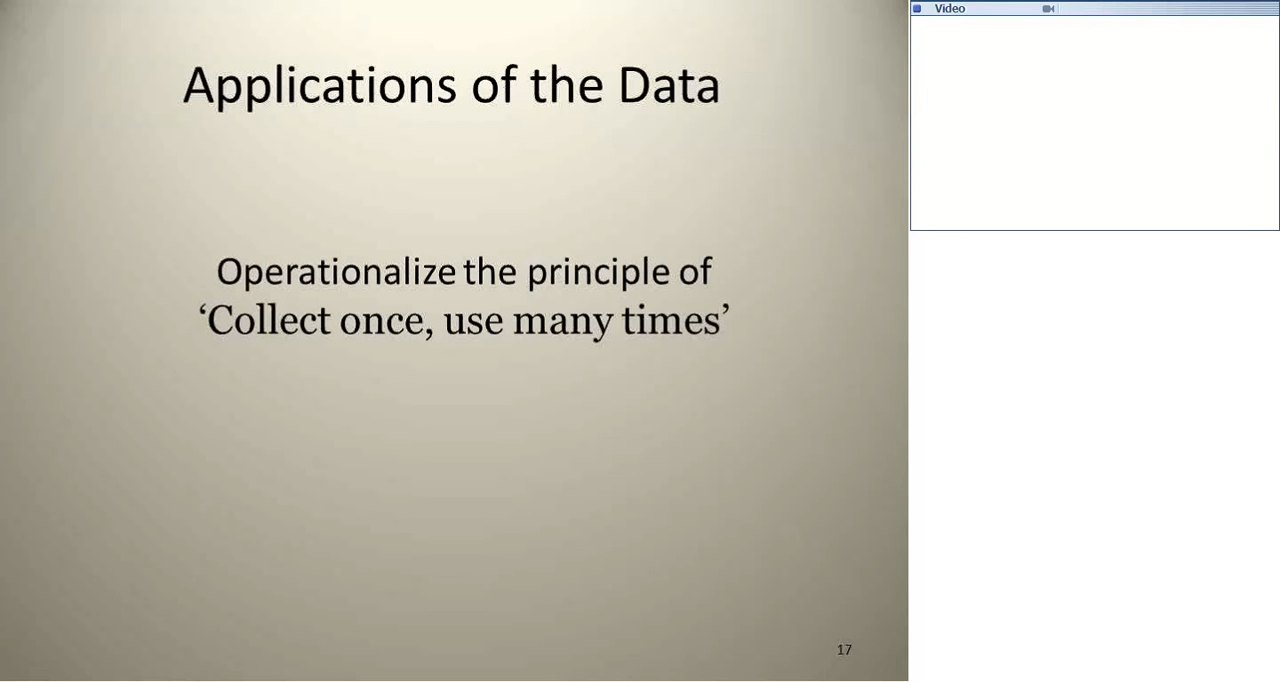 Applications of the Data
Operationalize the principle of
‘Collect once, use many times’
17
Video